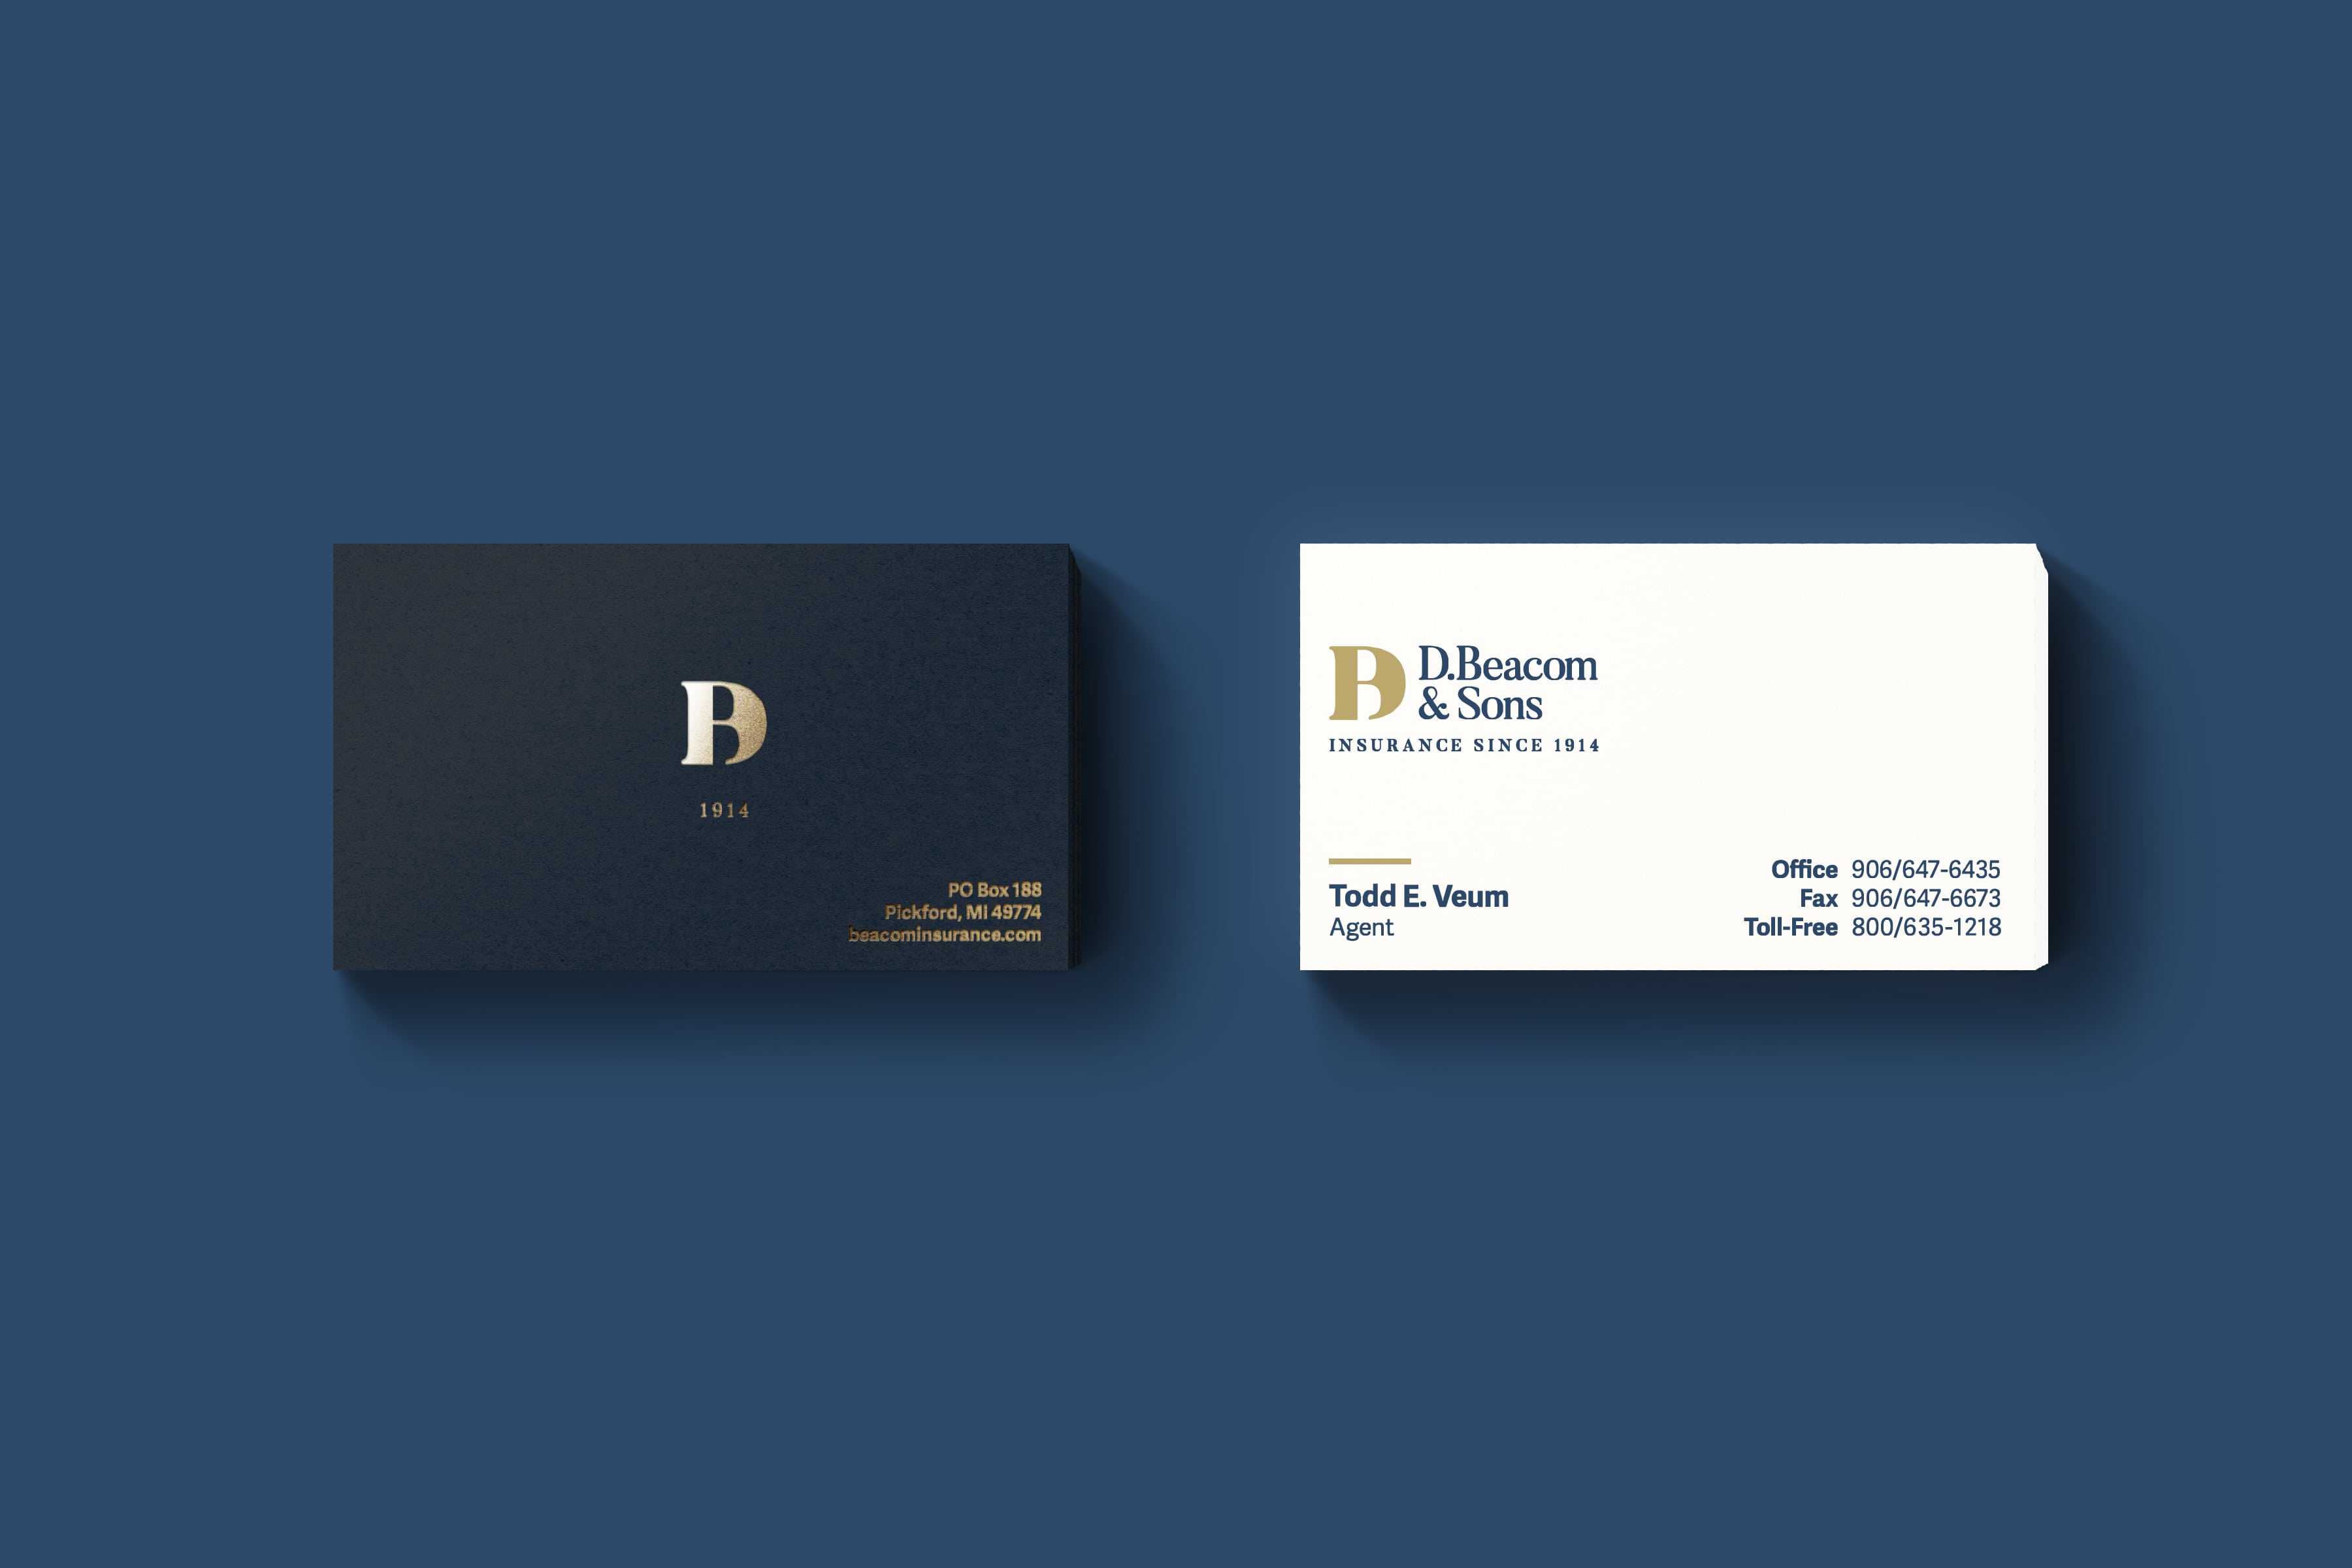 1914
PO Box 188
Pickford, MI 49774
beacominsurance.com
D.Beacom
& Sons
INSURANCE SINCE 1914
Todd E. Veum
Agent
Office 906/647-6435
Fax 906/647-6673
Toll-Free 800/635-1218